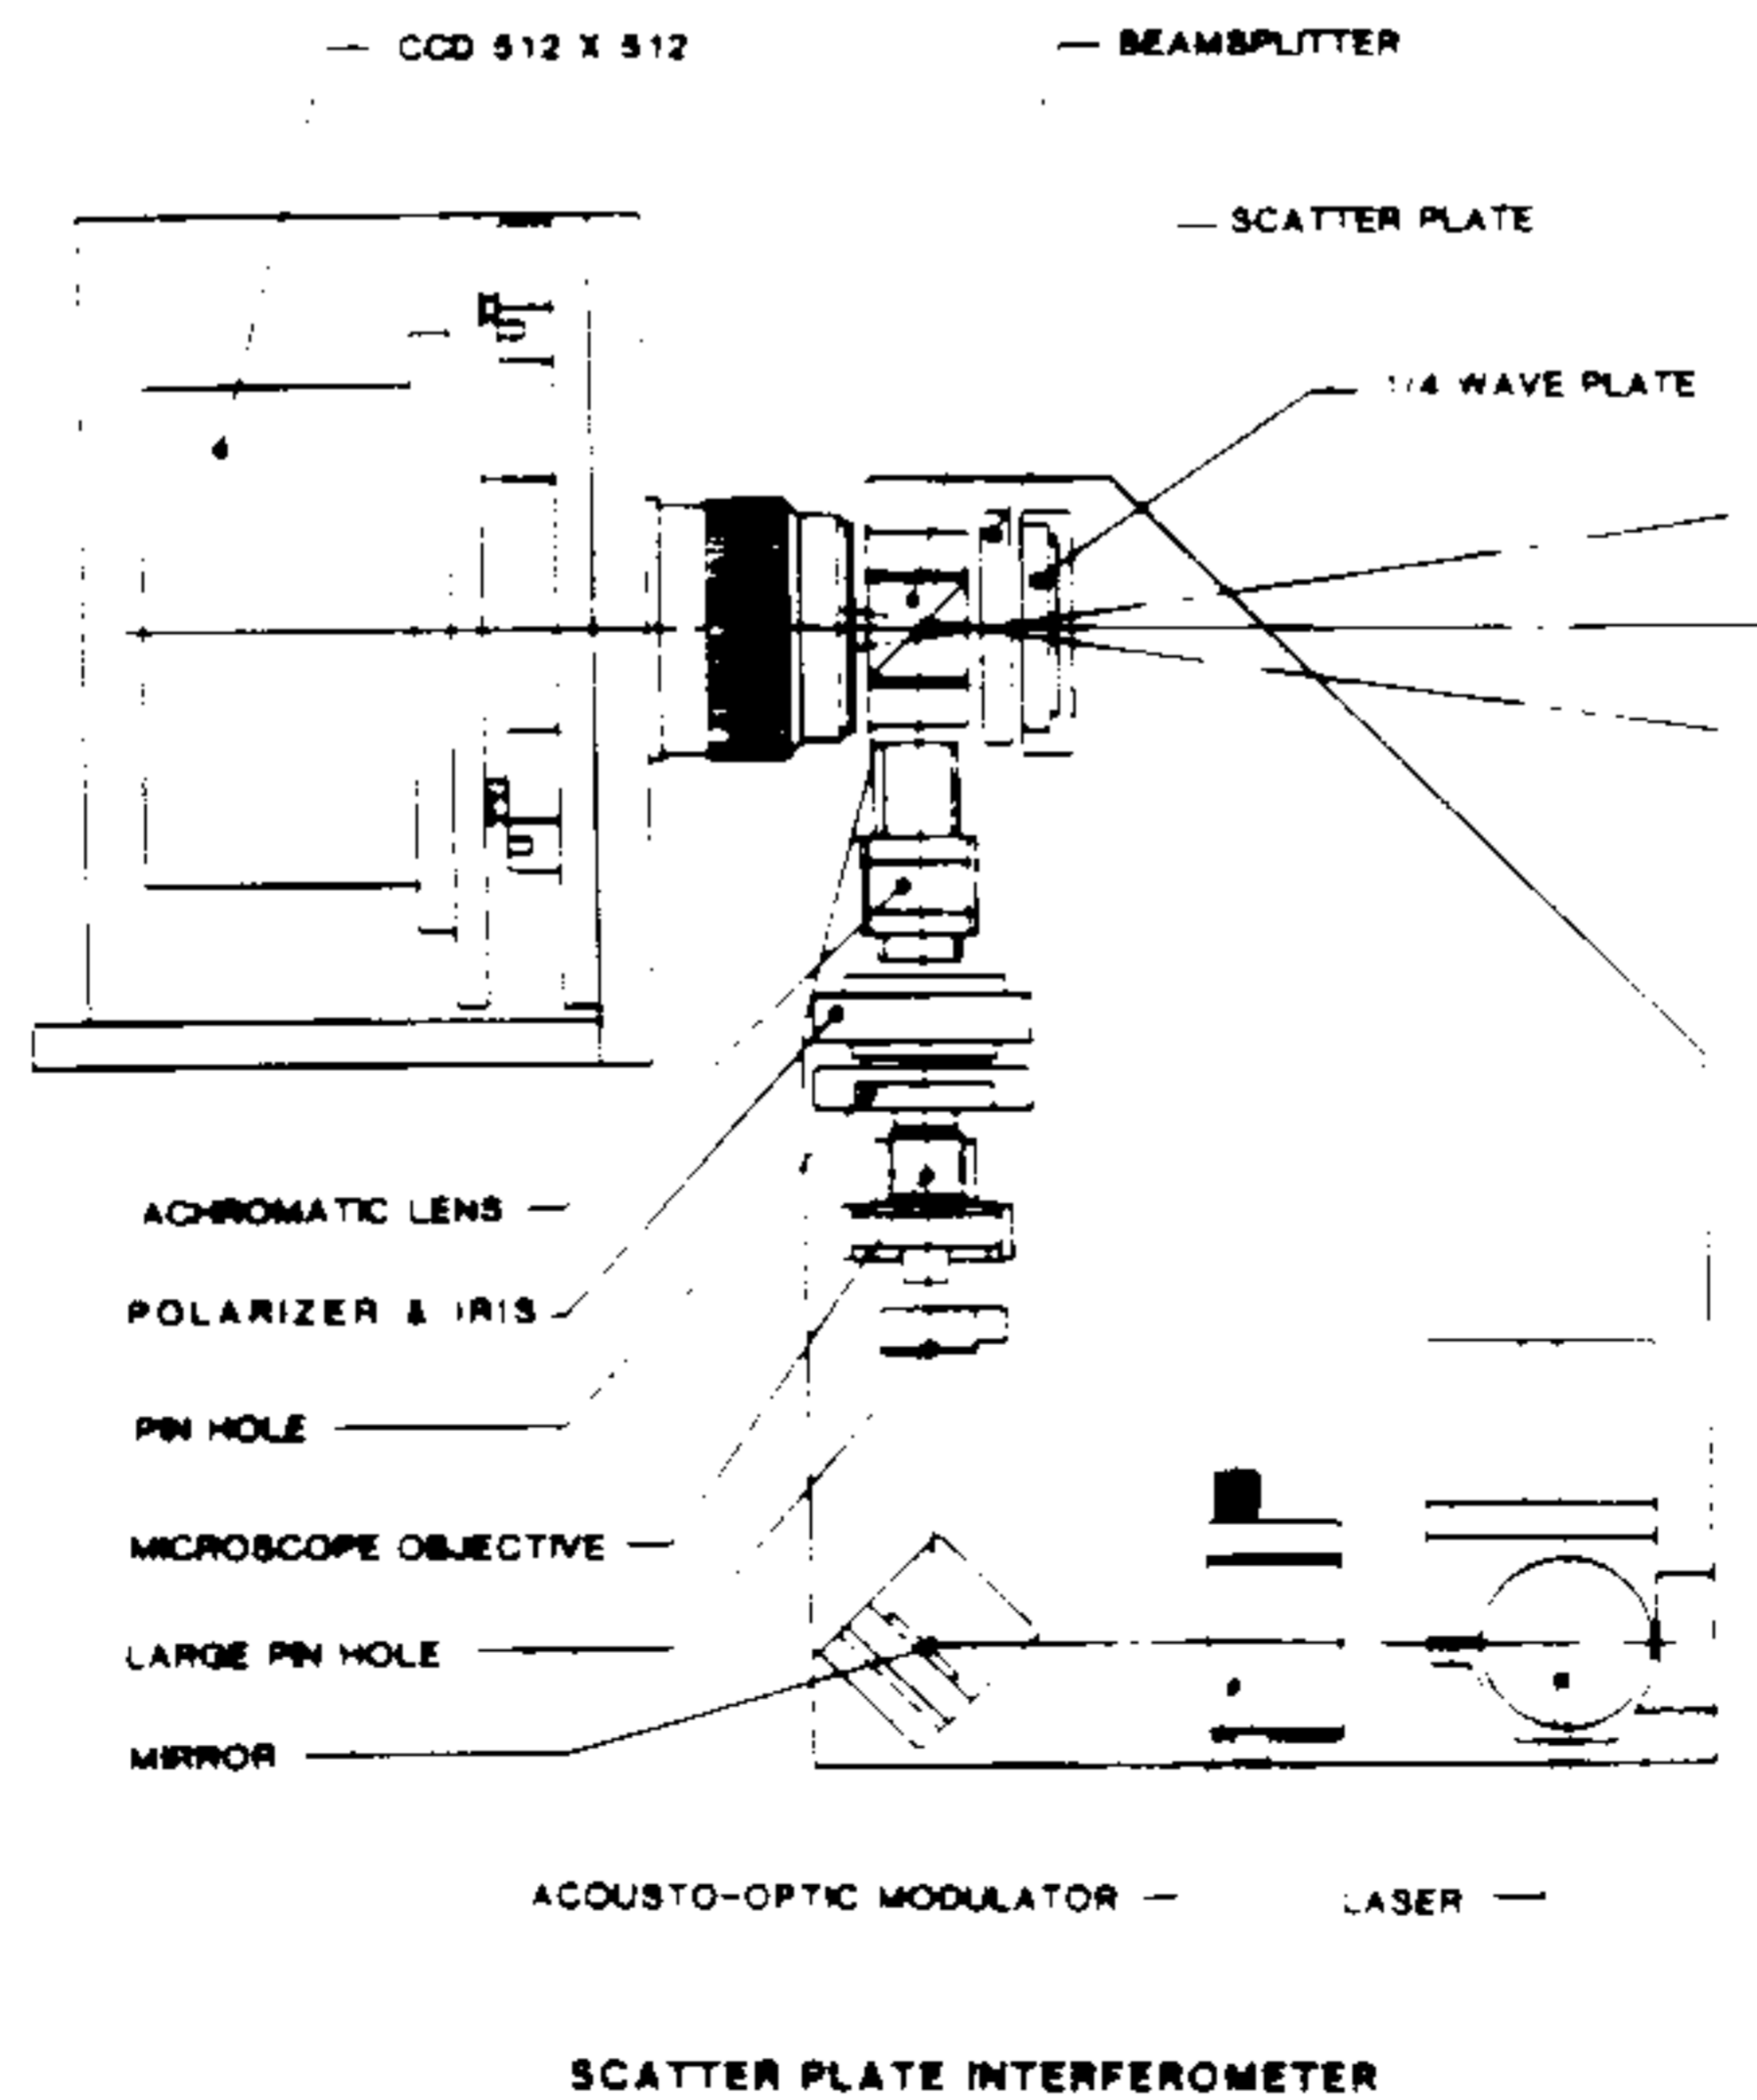 CCD 512 X 512
BEAMSPLITTER
SCATTER PLATE
1/4 WAVE PLATE
ACHROMATIC LENS
POLARIZER & IRIS
PIN HOLE
MICROSCOPE OBJECTIVE
LARGE PIN HOLE
MIRROR
ACOUSTO-OPTIC MODULATOR
LASER
SCATTER PLATE INTERFEROMETER